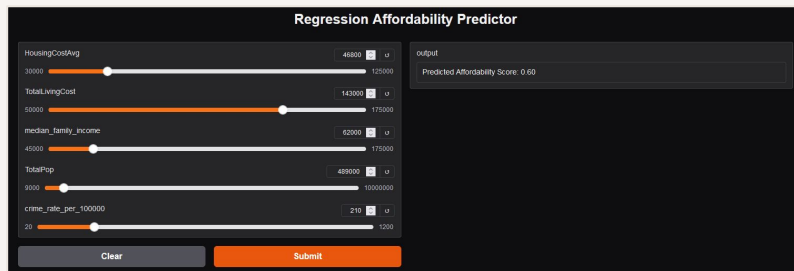 Regression Affordability Predictor
HousingCostAvg
46800
30000
125000
TotalLivingCost
143000
50000
175000
median_family_income
62000
45000
175000
TotalPop
489000
9000
10000000
crime_rate_per_100000
210
20
1200
Clear
Submit
output
Predicted Affordability Score: 0.60